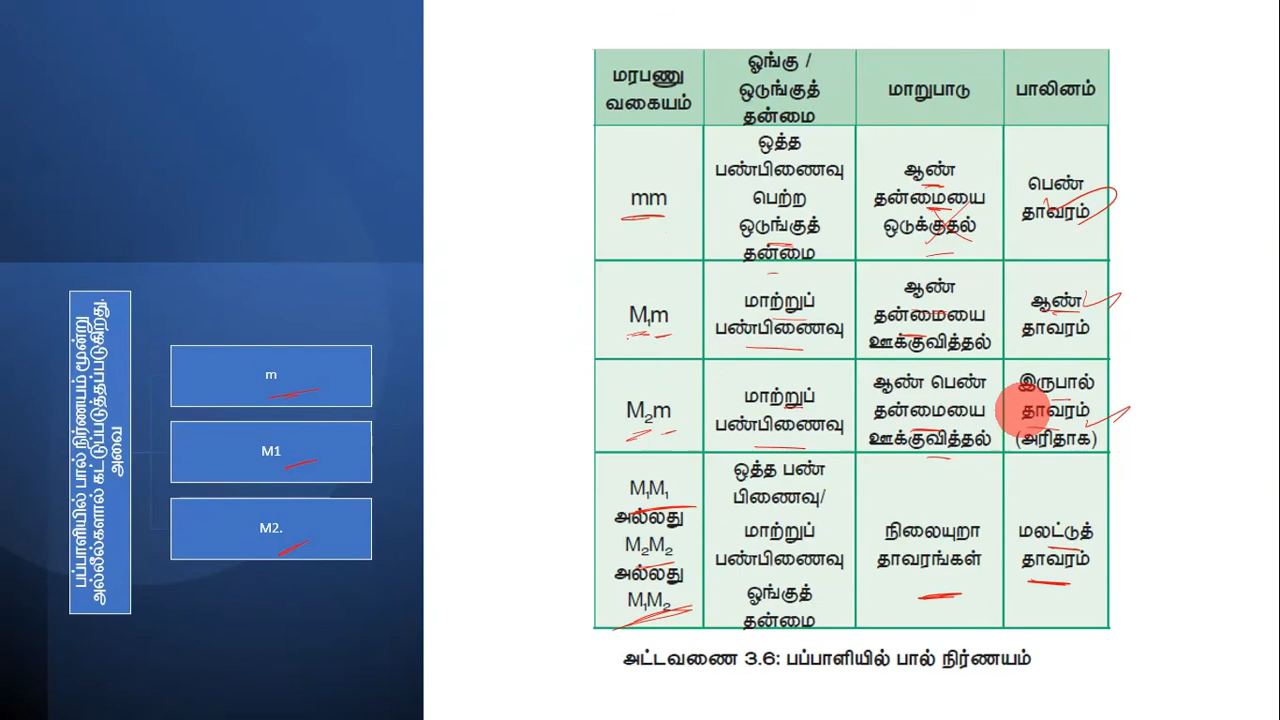 பப்பாளியில் பால் நிர்ணயம் மூன்று
அல்லீல்களால் கட்டுப்படுத்தப்படுகிறது.
அவை
m
M1
M2.
மரபணு
வகையம்
ஓங்கு /
ஒடுங்குத்
தன்மை
மாறுபாடு
பாலினம்
mm
ஒத்த
பண்பிணைவு
பெற்ற
ஒடுங்குத்
தன்மை
ஆண்
தன்மையை
ஒடுக்குதல்
பெண்
தாவரம்
M₁m
மாற்றுப்
பண்பிணைவு
ஆண்
தன்மையை
ஊக்குவித்தல்
ஆண்
தாவரம்
M₂m
மாற்றுப்
பண்பிணைவு
ஆண் பெண்
தன்மையை
ஊக்குவித்தல்
இருபால்
தாவரம்
(அரிதாக)
M₁M₁
அல்லது
M₂M₂
அல்லது
M₁M₂
ஒத்த பண்
பிணைவு/
மாற்றுப்
பண்பிணைவு
ஓங்குத்
தன்மை
நிலையுறா
தாவரங்கள்
மலட்டுத்
தாவரம்
அட்டவணை 3.6: பப்பாளியில் பால் நிர்ணயம்